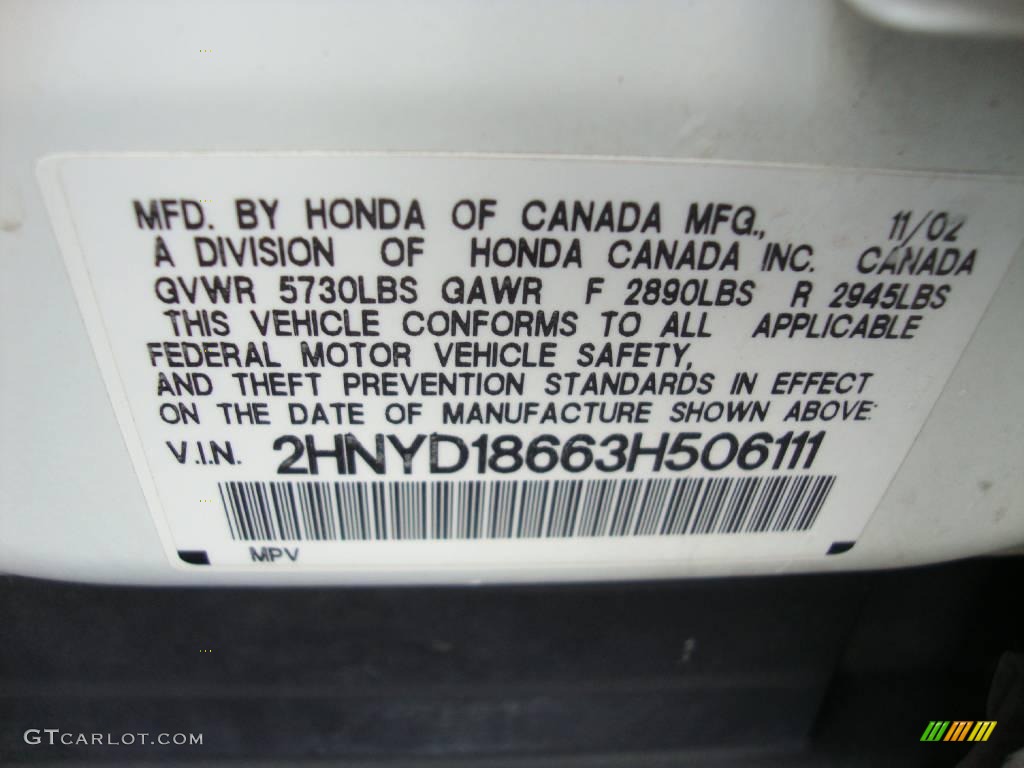 MFD. BY HONDA OF CANADA MFG., 11/02
A DIVISION OF HONDA CANADA INC. CANADA
GVWR 5730LBS GAWR F 2890LBS R 2945LBS
THIS VEHICLE CONFORMS TO ALL APPLICABLE
FEDERAL MOTOR VEHICLE SAFETY,
AND THEFT PREVENTION STANDARDS IN EFFECT
ON THE DATE OF MANUFACTURE SHOWN ABOVE:
V.I.N. 2HNYD18663H506111
MPV
GTCARLOT.COM